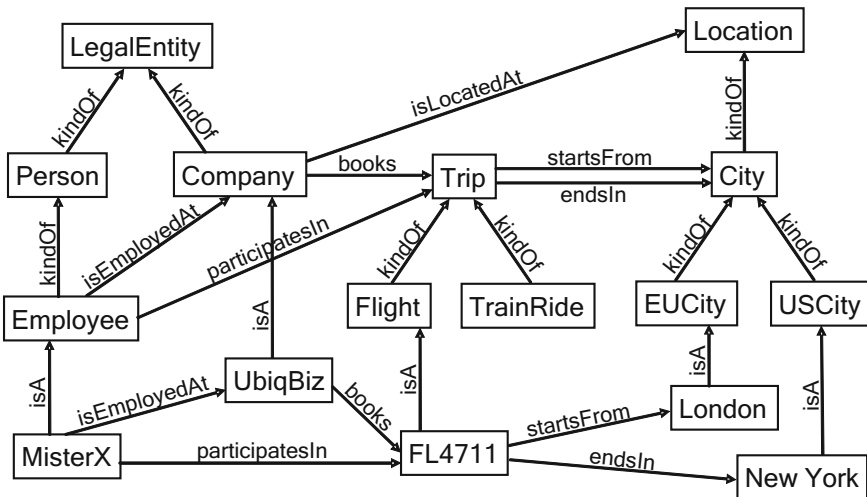 LegalEntity
Location
kindOf
kindOf
isLocatedAt
kindOf
Person
Company
books
Trip
startsFrom
endsIn
City
kindOf
isEmployedAt
participatesIn
kindOf
kindOf
kindOf
kindOf
Employee
isA
Flight
TrainRide
EUCity
USCity
isA
isEmployedAt
UbiqBiz
books
isA
startsFrom
isA
London
isA
MisterX
participatesIn
FL4711
endsIn
New York